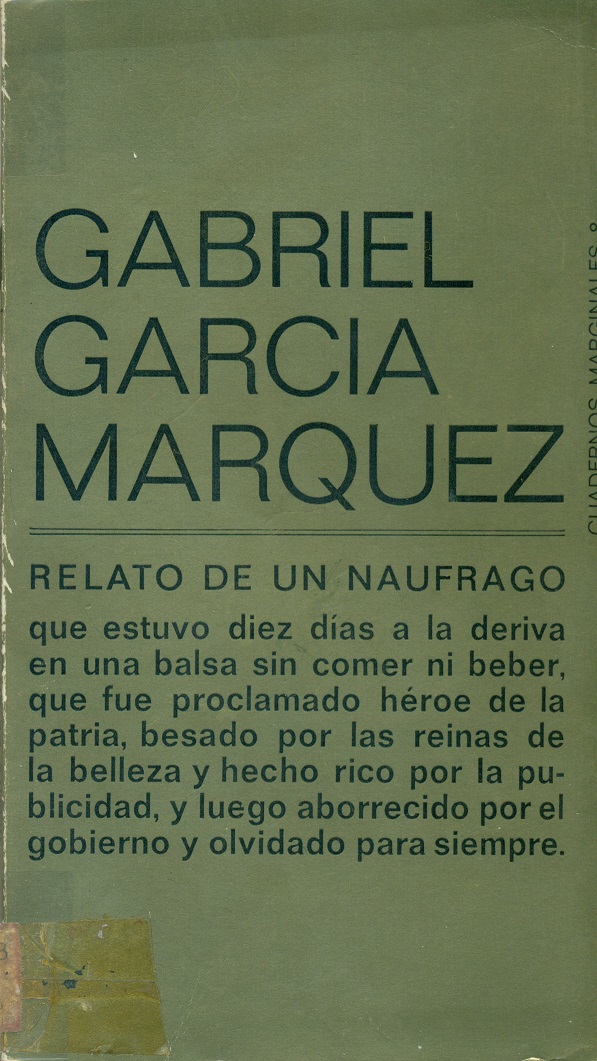 GABRIEL
GARCIA
MARQUEZ
RELATO DE UN NAUFRAGO
que estuvo diez días a la deriva
en una balsa sin comer ni beber,
que fue proclamado héroe de la
patria, besado por las reinas de
la belleza y hecho rico por la pu-
blicidad, y luego aborrecido por el
gobierno y olvidado para siempre.
CUADERNOS MARGINALES 8